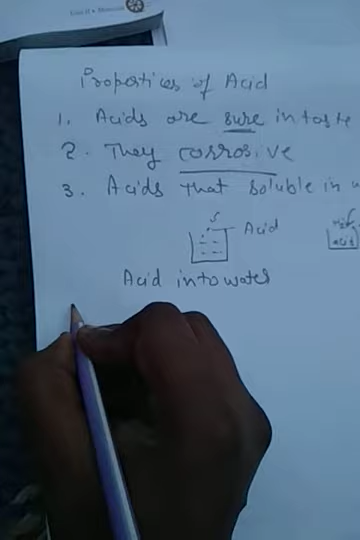 Properties of Acid
1. Acids are sure in taste
2. They corrosive
3. Acids that soluble in
Acid
acid
Acid into water